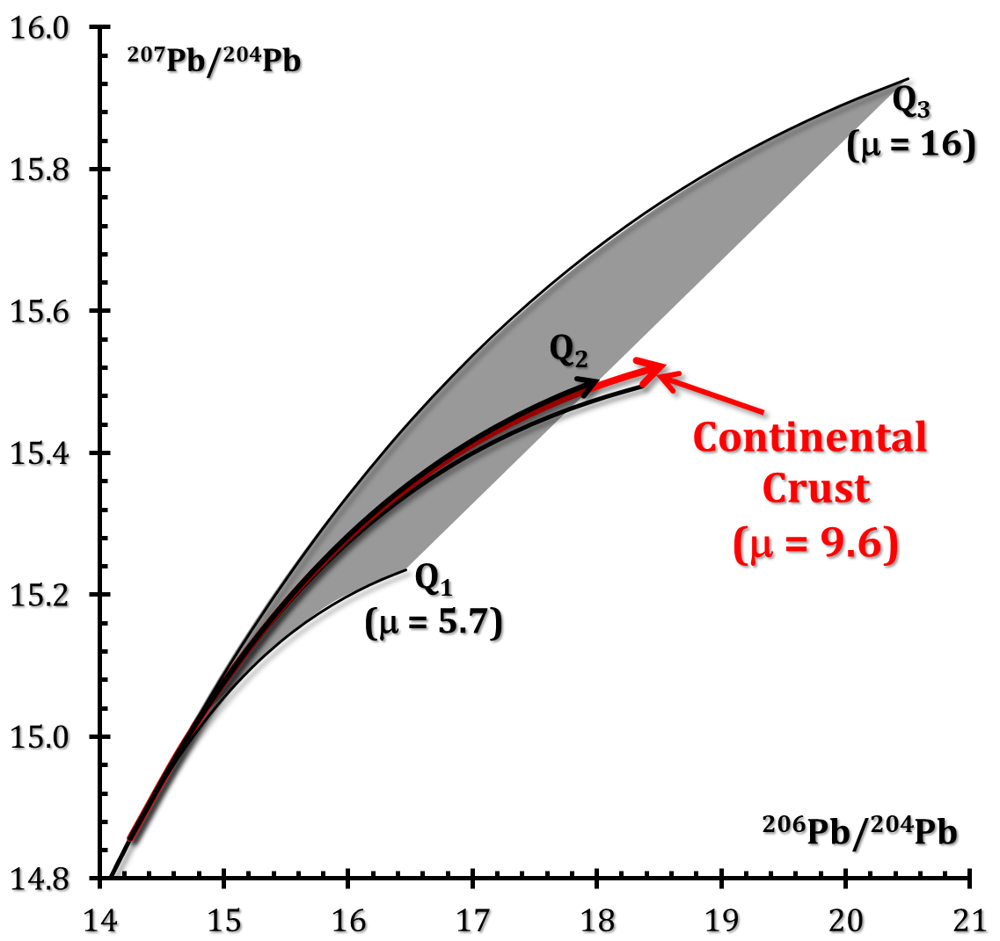 16.0
²⁰⁷Pb/²⁰⁴Pb
Q₃
(μ = 16)
15.8
15.6
Q₂
15.4
Continental
Crust
(μ = 9.6)
15.2
Q₁
(μ = 5.7)
15.0
²⁰⁶Pb/²⁰⁴Pb
14.8
14 15 16 17 18 19 20 21